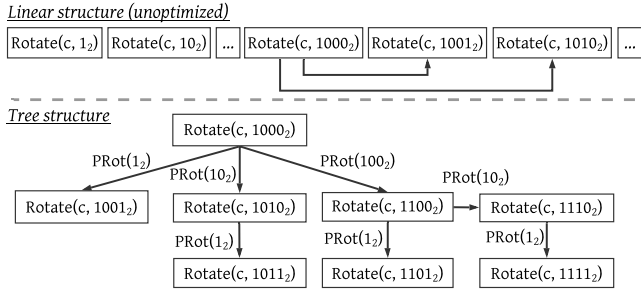 Linear structure (unoptimized)
Rotate(c, 1₂) Rotate(c, 10₂) ... Rotate(c, 1000₂) Rotate(c, 1001₂) Rotate(c, 1010₂) ...
Tree structure
Rotate(c, 1000₂)
PRot(1₂) PRot(10₂) PRot(100₂) PRot(10₂)
Rotate(c, 1001₂) Rotate(c, 1010₂) Rotate(c, 1100₂) Rotate(c, 1110₂)
PRot(1₂) PRot(1₂) PRot(1₂)
Rotate(c, 1011₂) Rotate(c, 1101₂) Rotate(c, 1111₂)